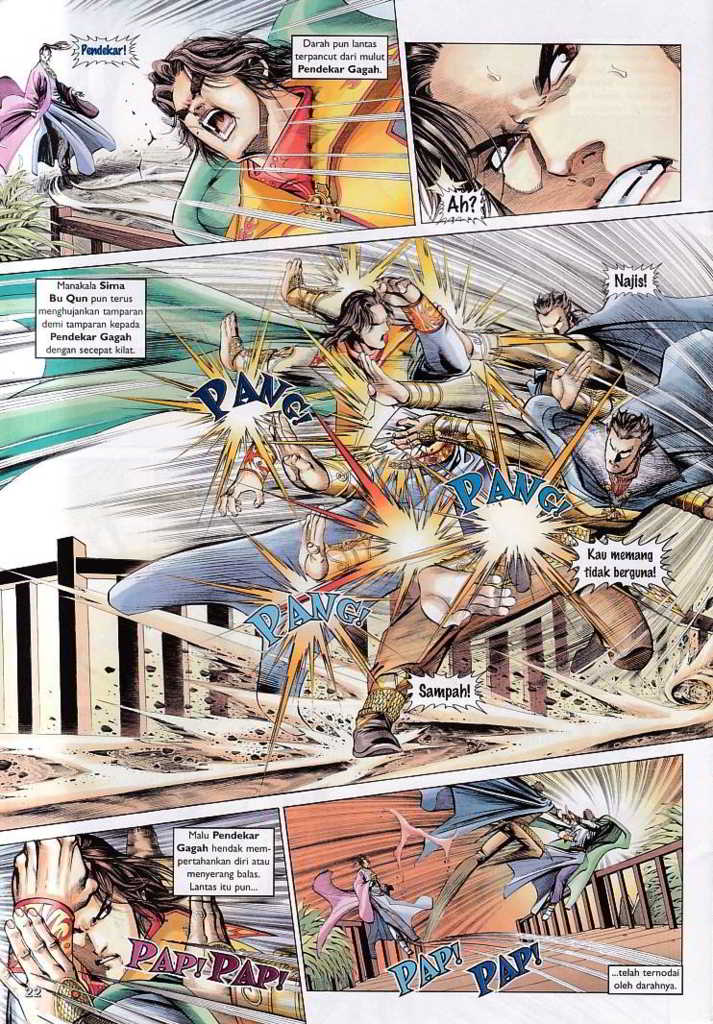 Pendekar!
Darah pun lantas
terpancut dari mulut
Pendekar Gagah.
Ah?
Manakala Sima
Bu Qun pun terus
menghujankan tamparan
demi tamparan kepada
Pendekar Gagah
dengan secepat kilat.
Najis!
PANG
PANG
Kau memang
tidak berguna!
PANG
Sampah!
Malu Pendekar
Gagah hendak mem-
pertahankan diri atau
menyerang balas.
Lantas itu pun...
PAP! PAP!
PAP! PAP!
...telah ternodai
oleh darahnya.
22